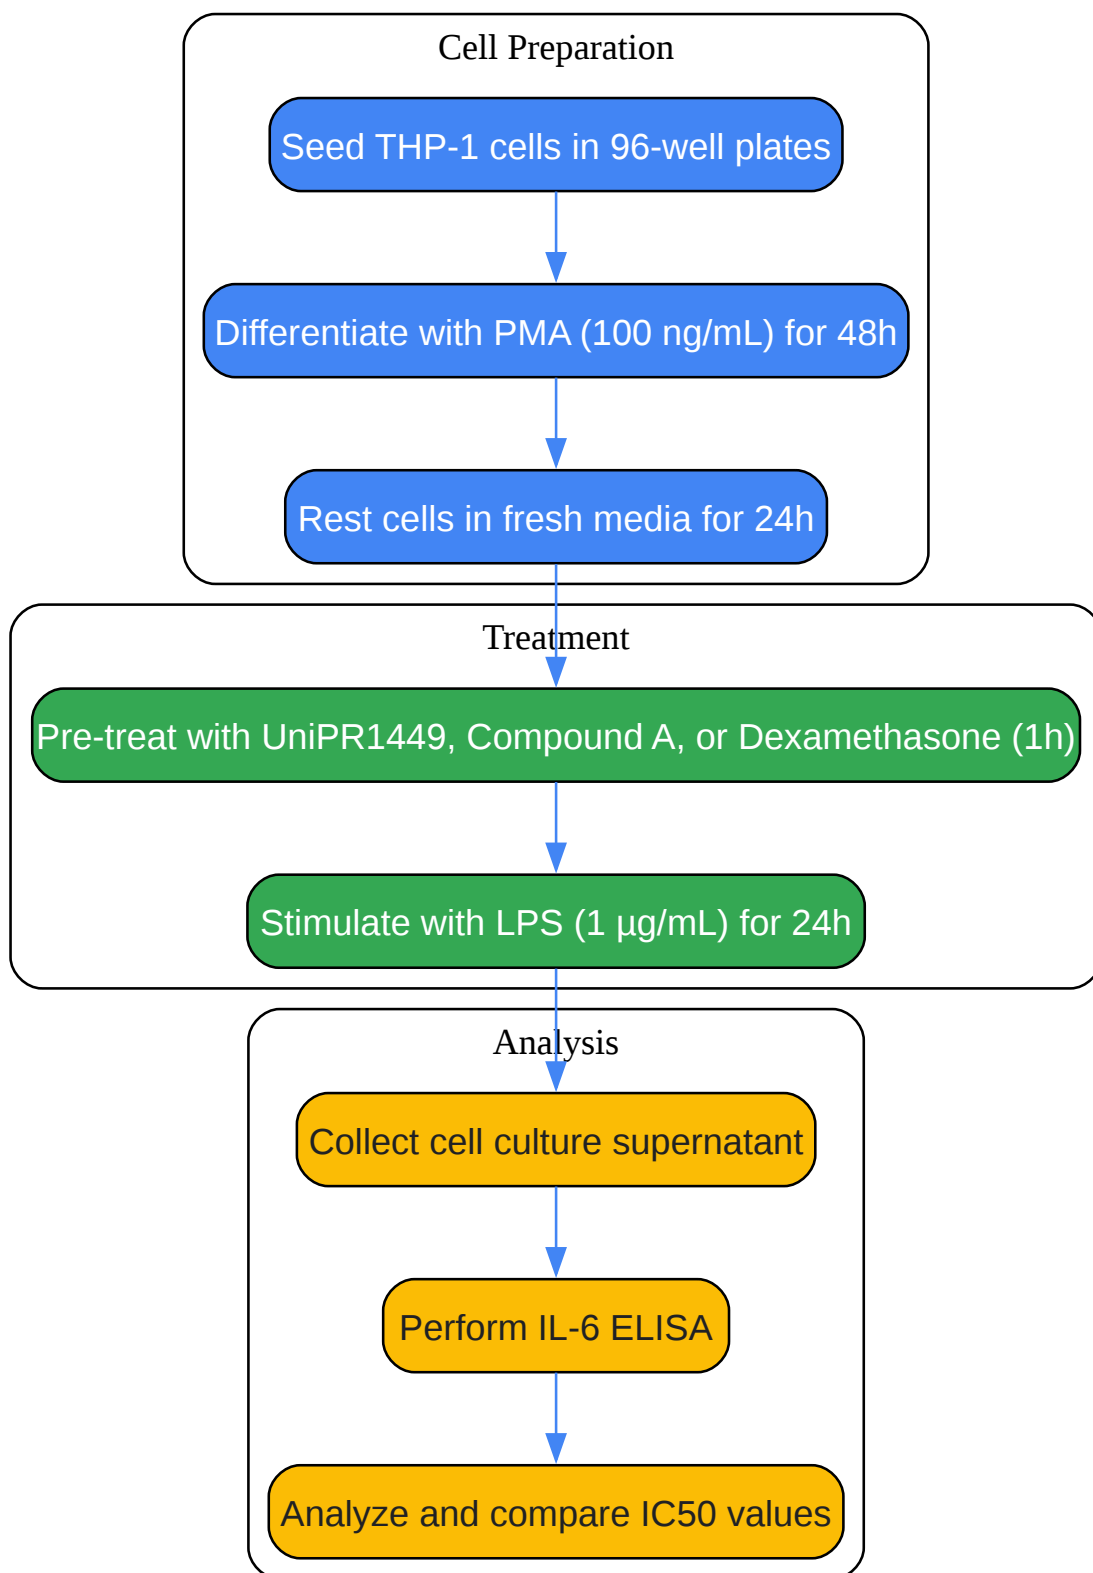 Cell Preparation
Seed THP-1 cells in 96-well plates
Differentiate with PMA (100 ng/mL) for 48h
Rest cells in fresh media for 24h
Treatment
Pre-treat with UniPR1449, Compound A, or Dexamethasone (1h)
Stimulate with LPS (1 µg/mL) for 24h
Analysis
Collect cell culture supernatant
Perform IL-6 ELISA
Analyze and compare IC50 values